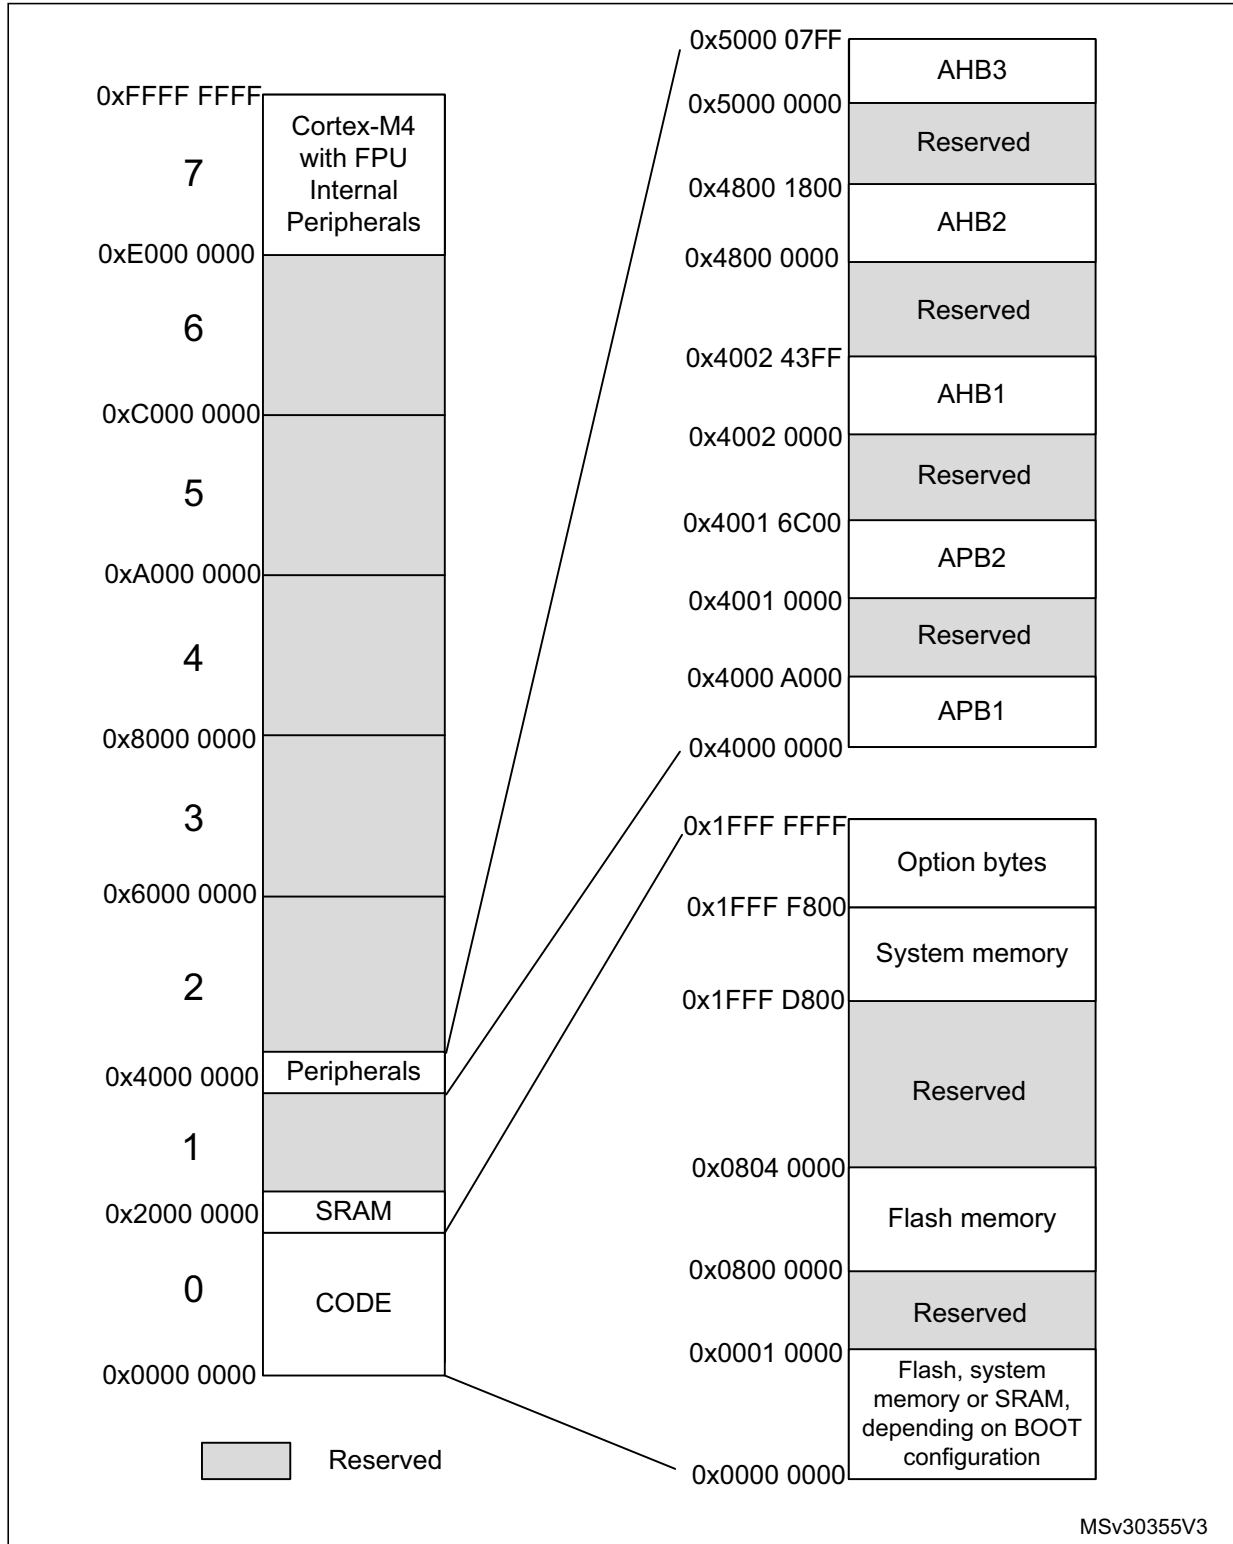 0xFFFF FFFF
Cortex-M4
with FPU
Internal
Peripherals
7
0xE000 0000
6
0xC000 0000
5
0xA000 0000
4
0x8000 0000
3
0x6000 0000
2
Peripherals
0x4000 0000
1
SRAM
0x2000 0000
0
CODE
0x0000 0000
Reserved
0x5000 07FF
AHB3
0x5000 0000
Reserved
0x4800 1800
AHB2
0x4800 0000
Reserved
0x4002 43FF
AHB1
0x4002 0000
Reserved
0x4001 6C00
APB2
0x4001 0000
Reserved
0x4000 A000
APB1
0x4000 0000
0x1FFF FFFF
Option bytes
0x1FFF F800
System memory
0x1FFF D800
Reserved
0x0804 0000
Flash memory
0x0800 0000
Reserved
0x0001 0000
Flash, system
memory or SRAM,
depending on BOOT
configuration
0x0000 0000
MSv30355V3